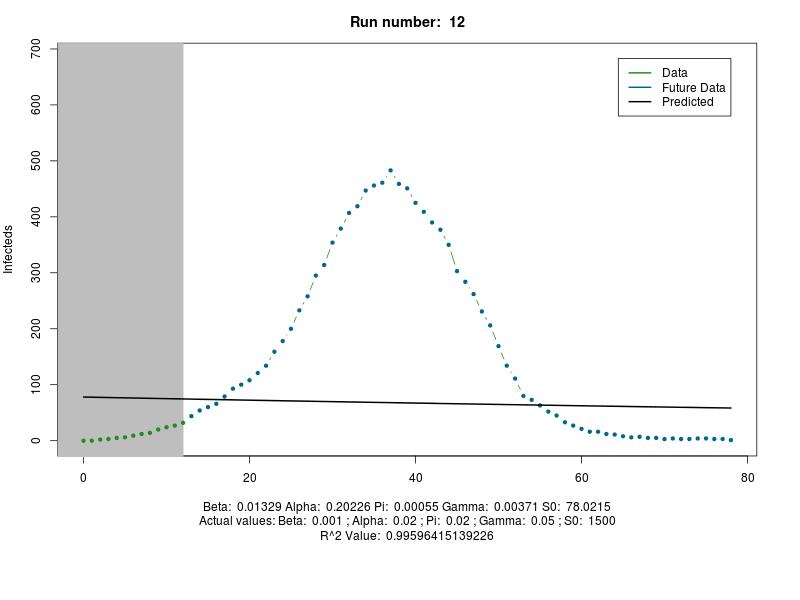 Run number: 12
700
600
500
400
300
200
100
0
Infecteds
Data
Future Data
Predicted
0 20 40 60 80
Beta: 0.01329 Alpha: 0.20226 Pi: 0.00055 Gamma: 0.00371 S0: 78.0215
Actual values: Beta: 0.001 ; Alpha: 0.02 ; Pi: 0.02 ; Gamma: 0.05 ; S0: 1500
R^2 Value: 0.99596415139226